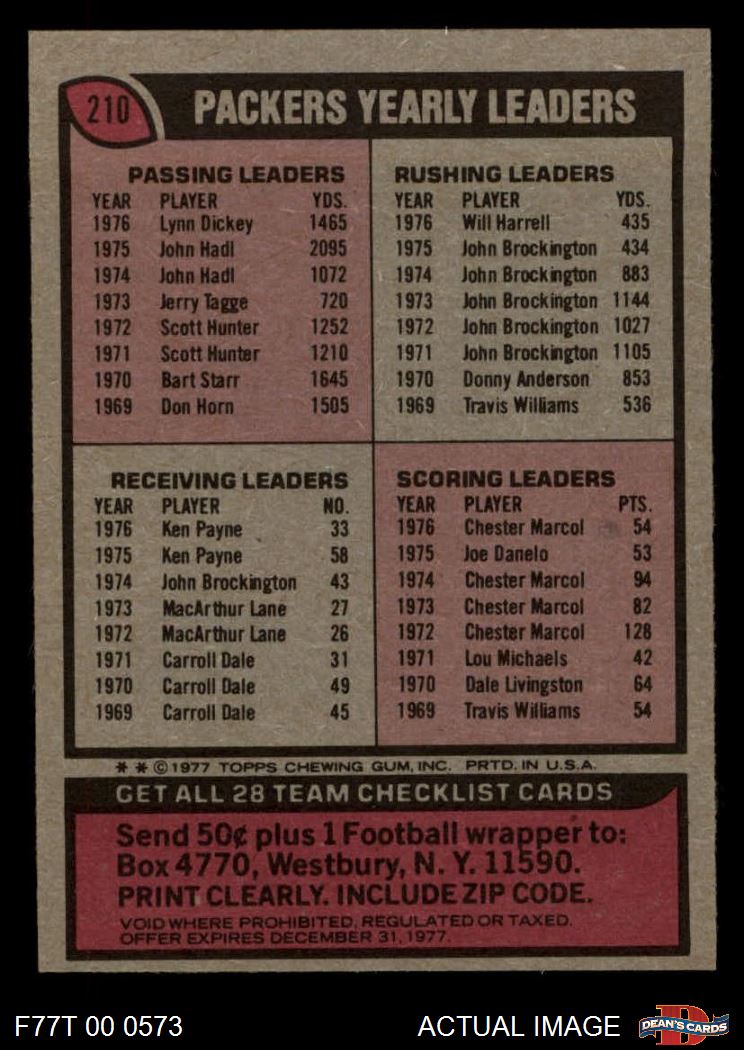 210
PACKERS YEARLY LEADERS
PASSING LEADERS
YEAR PLAYER YDS.
1976 Lynn Dickey 1465
1975 John Hadl 2095
1974 John Hadl 1072
1973 Jerry Tagge 720
1972 Scott Hunter 1252
1971 Scott Hunter 1210
1970 Bart Starr 1645
1969 Don Horn 1505
RUSHING LEADERS
YEAR PLAYER YDS.
1976 Will Harrell 435
1975 John Brockington 434
1974 John Brockington 883
1973 John Brockington 1144
1972 John Brockington 1027
1971 John Brockington 1105
1970 Donny Anderson 853
1969 Travis Williams 536
RECEIVING LEADERS
YEAR PLAYER NO.
1976 Ken Payne 33
1975 Ken Payne 58
1974 John Brockington 43
1973 MacArthur Lane 27
1972 MacArthur Lane 26
1971 Carroll Dale 31
1970 Carroll Dale 49
1969 Carroll Dale 45
SCORING LEADERS
YEAR PLAYER PTS.
1976 Chester Marcol 54
1975 Joe Danelo 53
1974 Chester Marcol 94
1973 Chester Marcol 82
1972 Chester Marcol 128
1971 Lou Michaels 42
1970 Dale Livingston 64
1969 Travis Williams 54
* * © 1977 TOPPS CHEWING GUM, INC. PRTD. IN U.S.A.
GET ALL 28 TEAM CHECKLIST CARDS
Send 50¢ plus 1 Football wrapper to:
Box 4770, Westbury, N. Y. 11590.
PRINT CLEARLY. INCLUDE ZIP CODE.
VOID WHERE PROHIBITED, REGULATED OR TAXED.
OFFER EXPIRES DECEMBER 31, 1977.
F77T 00 0573
ACTUAL IMAGE
D
DEAN'S CARDS